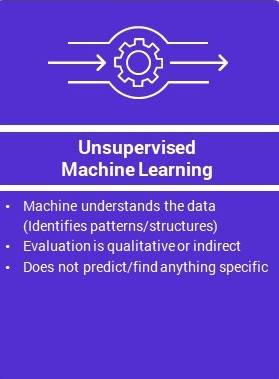 Unsupervised
Machine Learning
• Machine understands the data
(Identifies patterns/structures)
• Evaluation is qualitative or indirect
• Does not predict/find anything specific